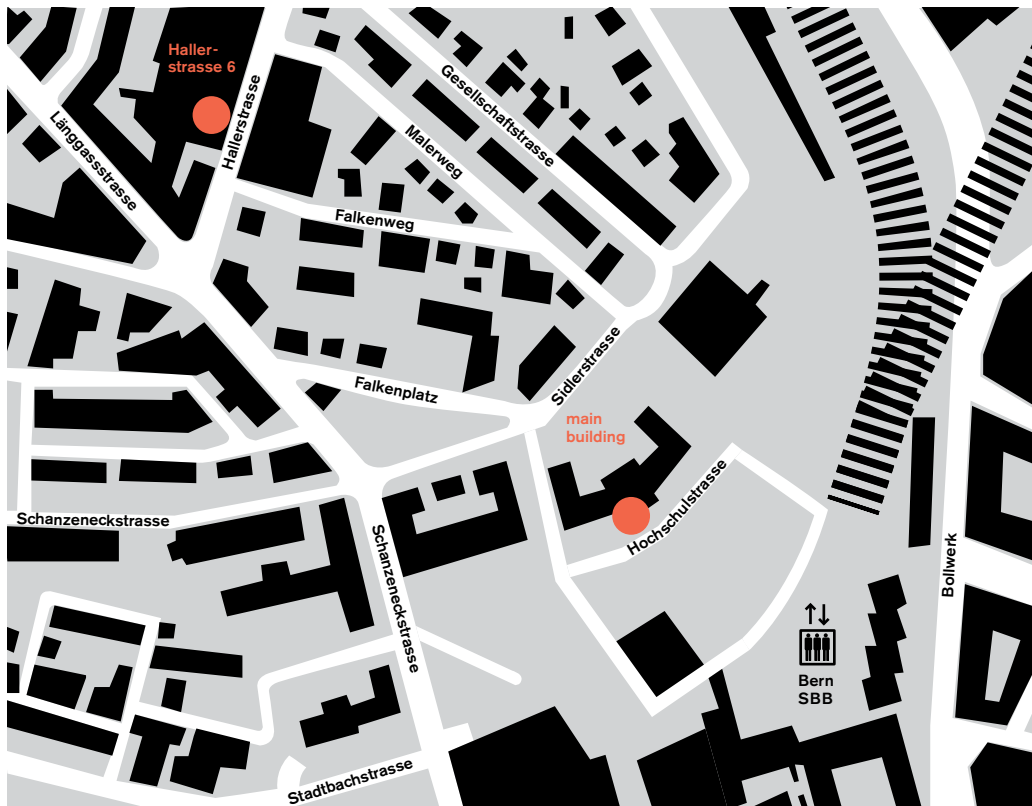 Haller-
strasse 6
Hallerstrasse
Länggassstrasse
Gesellschaftstrasse
Malerweg
Falkenweg
Sidlerstrasse
Falkenplatz
main
building
Hochschulstrasse
Schanzeneckstrasse
Schanzeneckstrasse
Bollwerk
Bern
SBB
Stadtbachstrasse